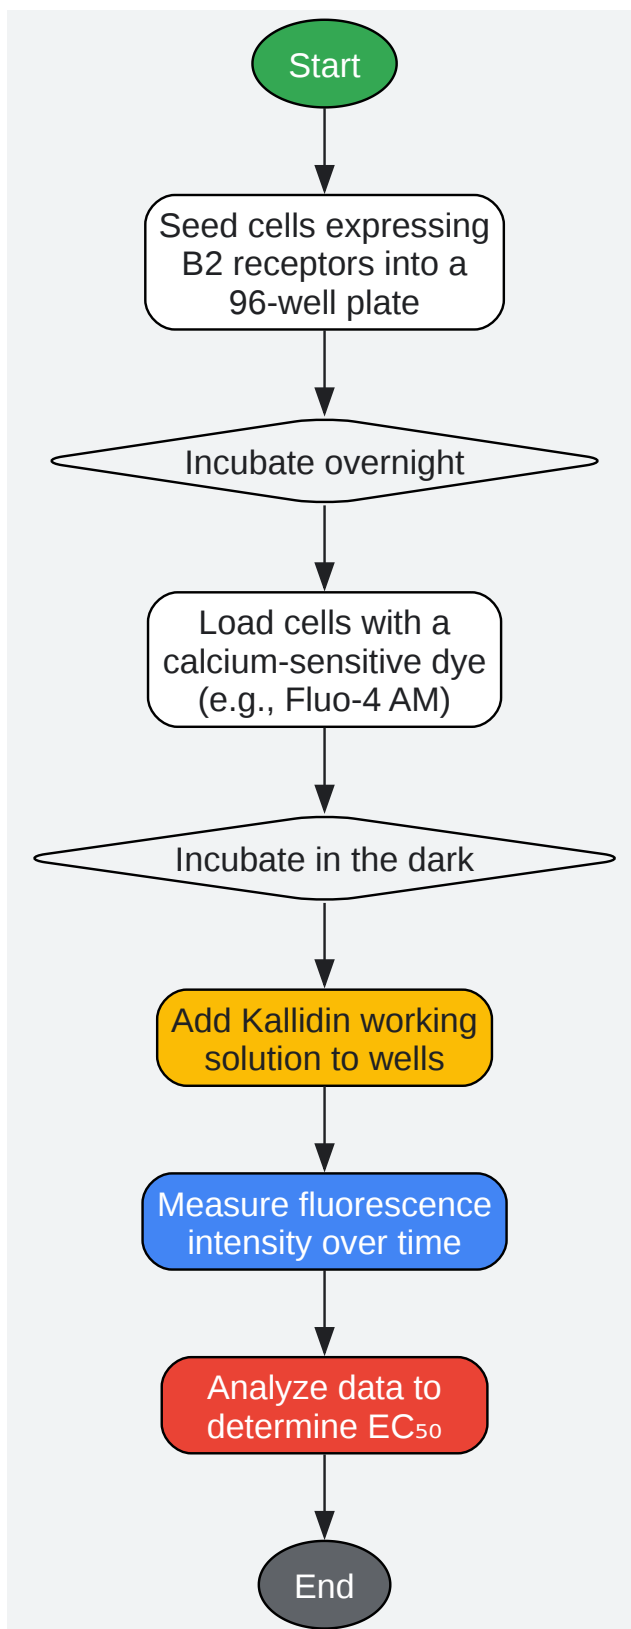 Start
Seed cells expressing
B2 receptors into a
96-well plate
Incubate overnight
Load cells with a
calcium-sensitive dye
(e.g., Fluo-4 AM)
Incubate in the dark
Add Kallidin working
solution to wells
Measure fluorescence
intensity over time
Analyze data to
determine EC₅₀
End